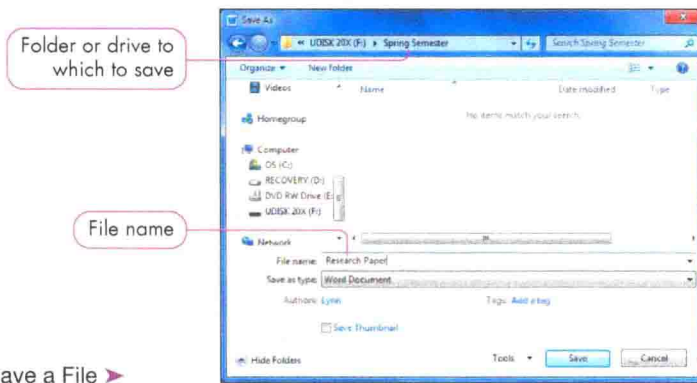 Save As
Folder or drive to
which to save
« UDISK 20X (F:) ▸ Spring Semester
Search Spring Semester
Organize
New folder
Videos
Name
Date modified
Type
Homegroup
No items match your search.
Computer
OS (C:)
RECOVERY (D:)
DVD RW Drive (E:
UDISK 20X (F:)
File name
Network
File name: Research Paper
Save as type: Word Document
Authors: Lynn
Tags: Add a tag
Save Thumbnail
Hide Folders
Tools
Save
Cancel
ave a File ➤